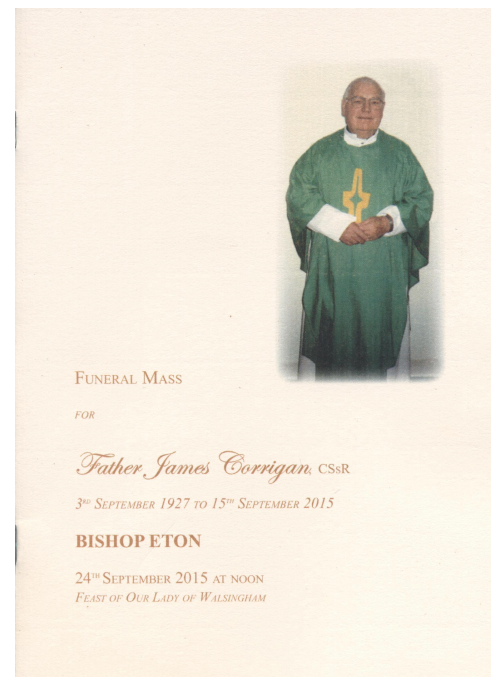 Funeral Mass
for
Father James Corrigan, CSsR
3rd September 1927 to 15th September 2015
BISHOP ETON
24th September 2015 at noon
Feast of Our Lady of Walsingham